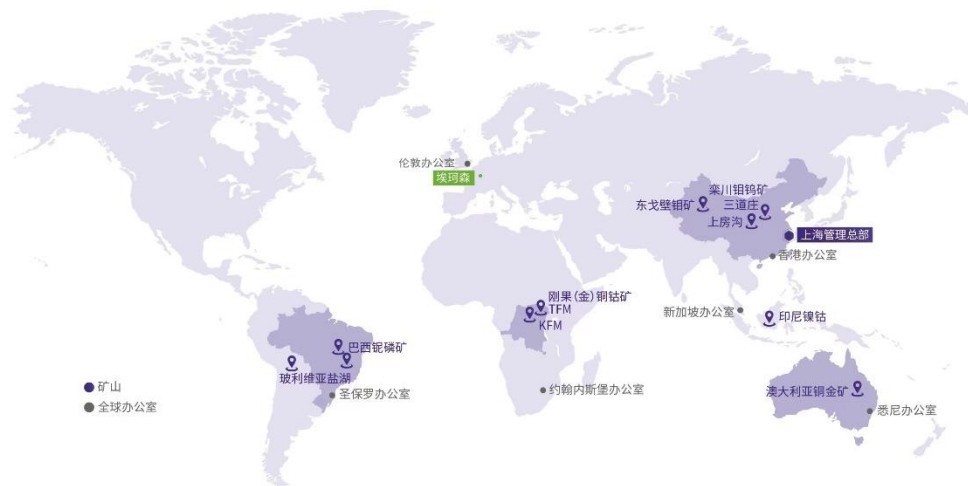 伦敦办公室
埃珂森
栾川钼钨矿
东戈壁钼矿
三道庄
上房沟
上海管理总部
香港办公室
刚果(金)铜钴矿
TFM
KFM
新加坡办公室
印尼镍钴
巴西铌磷矿
玻利维亚盐湖
圣保罗办公室
约翰内斯堡办公室
澳大利亚铜金矿
悉尼办公室
矿山
全球办公室